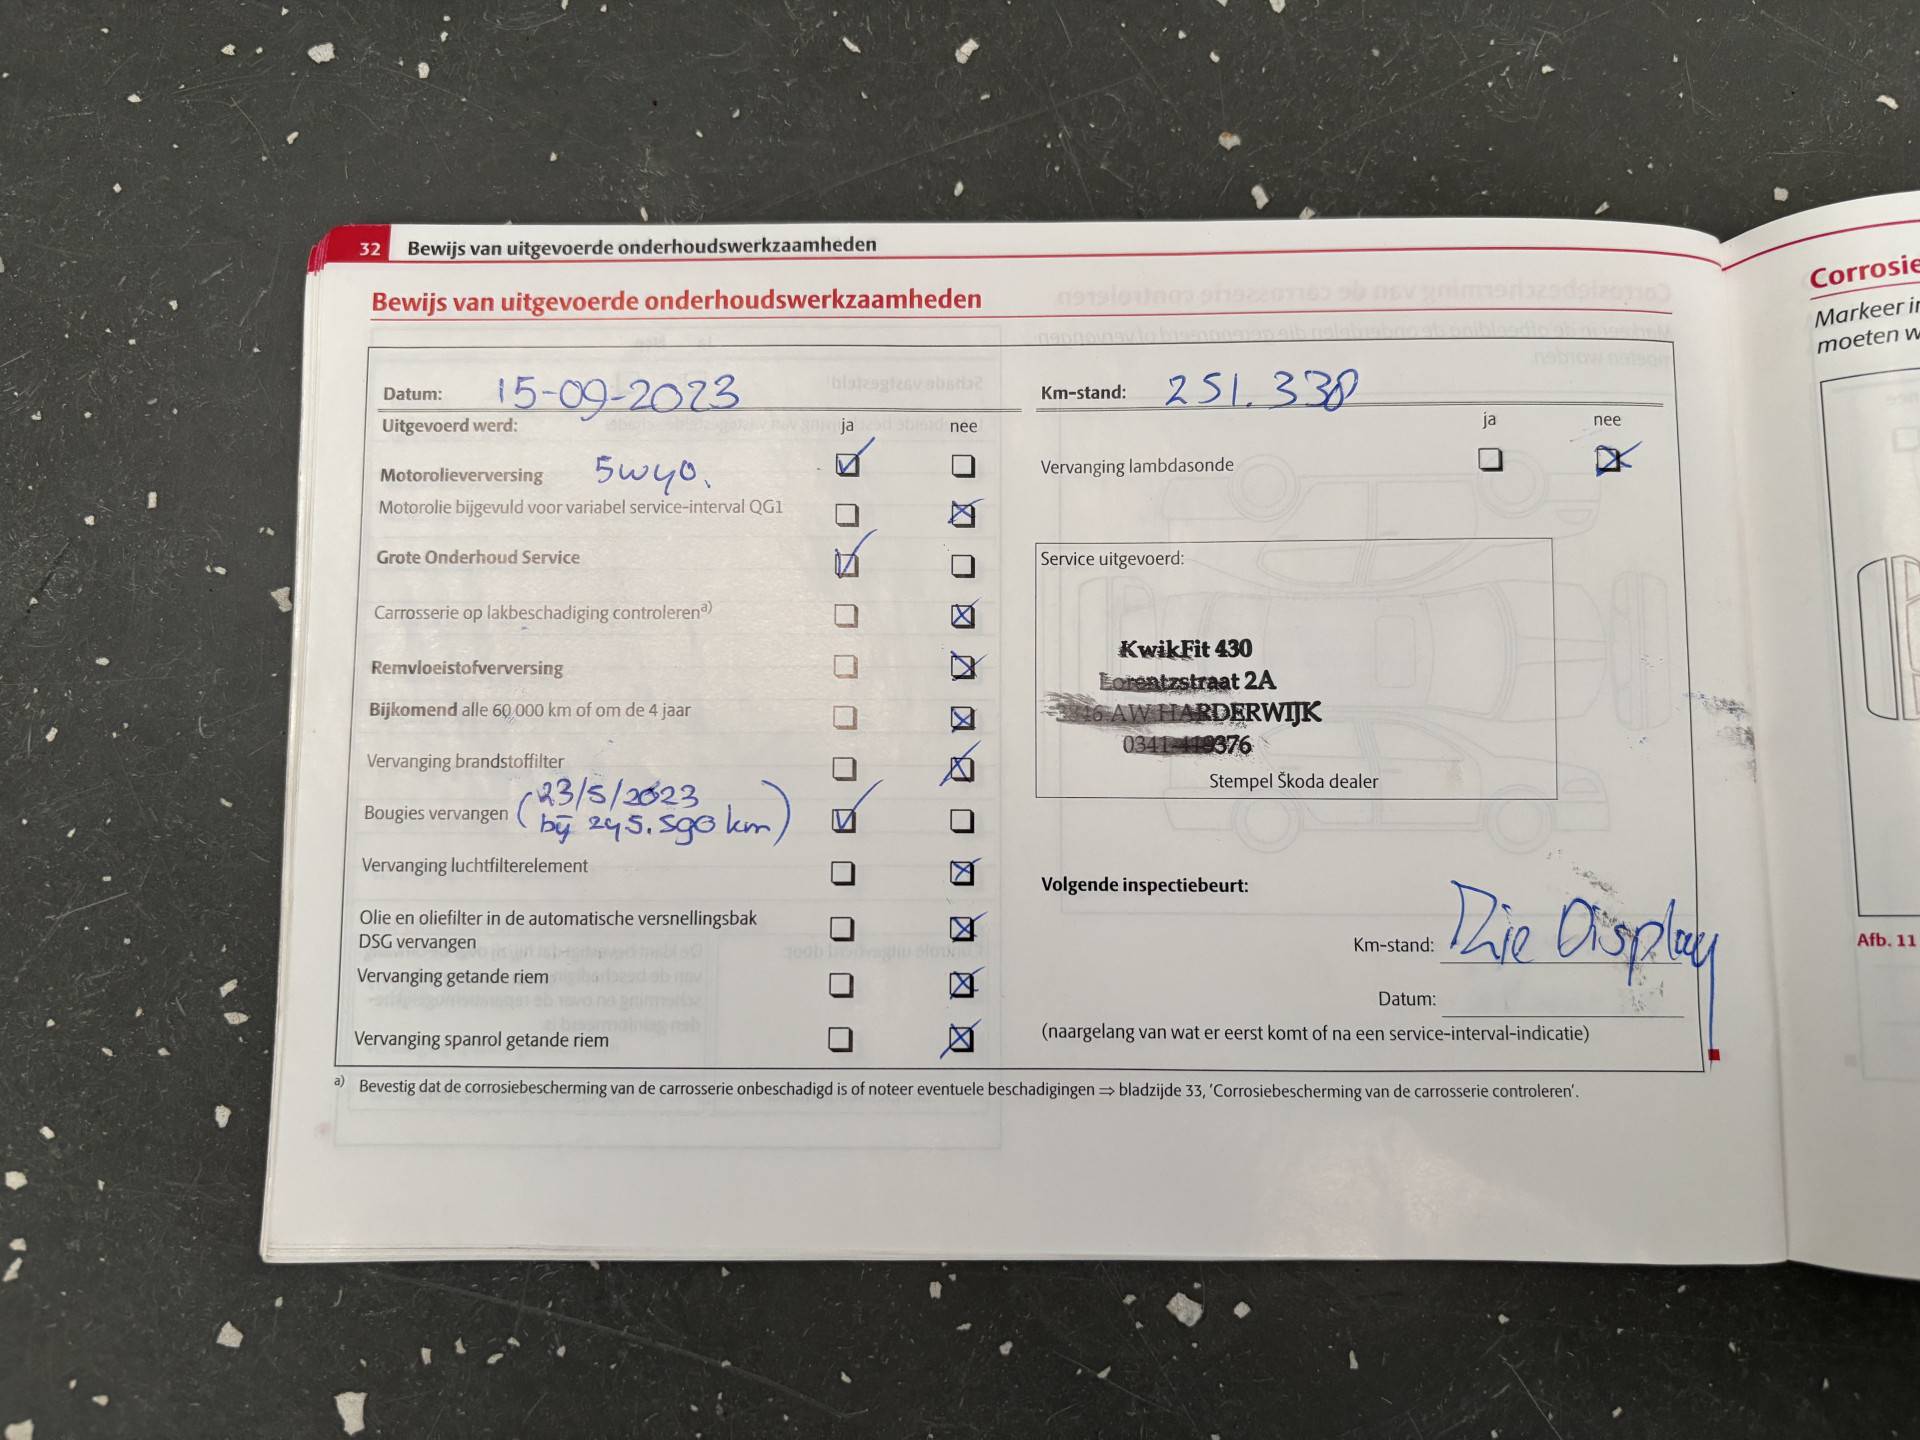 32 Bewijs van uitgevoerde onderhoudswerkzaamheden
Bewijs van uitgevoerde onderhoudswerkzaamheden
Datum: 15-09-2023
Km-stand: 251.330
Uitgevoerd werd: ja nee
ja nee
Motorolieverversing 5w40.
Vervanging lambdasonde
Motorolie bijgevuld voor variabel service-interval QG1
Grote Onderhoud Service
Carrosserie op lakbeschadiging controleren a)
Remvloeistofverversing
Bijkomend alle 60 000 km of om de 4 jaar
Vervanging brandstoffilter
Bougies vervangen (23/5/2023
bij 245.590 km)
Vervanging luchtfilterelement
Olie en oliefilter in de automatische versnellingsbak
DSG vervangen
Vervanging getande riem
Vervanging spanrol getande riem
Service uitgevoerd:
KwikFit 430
Lorentzstraat 2A
AW HARDERWIJK
Stempel Škoda dealer
Volgende inspectiebeurt:
Km-stand: Zie Display
Datum:
(naargelang van wat er eerst komt of na een service-interval-indicatie)
a) Bevestig dat de corrosiebescherming van de carrosserie onbeschadigd is of noteer eventuele beschadigingen ⇒ bladzijde 33, 'Corrosiebescherming van de carrosserie controleren'.
Corrosie
Markeer in
moeten w
Afb. 11